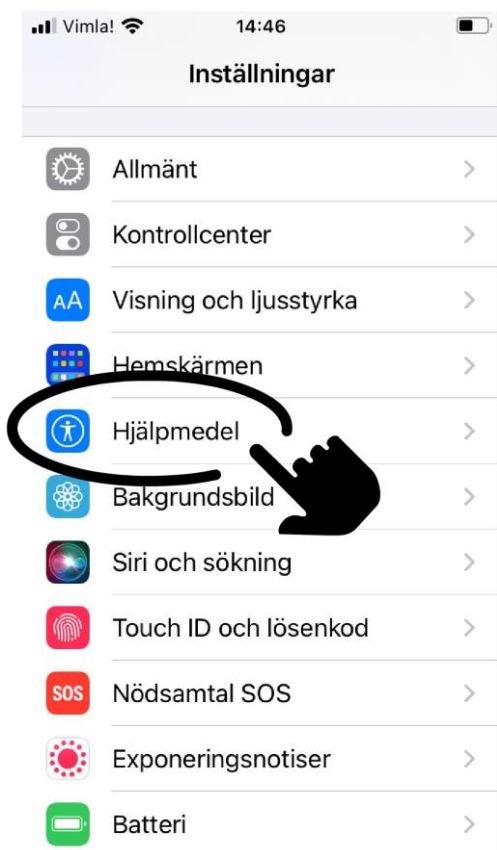 Vimla! 14:46
Inställningar
Allmänt
Kontrollcenter
AA Visning och ljusstyrka
Hemskärmen
Hjälpmedel
Bakgrundsbild
Siri och sökning
Touch ID och lösenkod
SOS Nödsamtal SOS
Exponeringsnotiser
Batteri